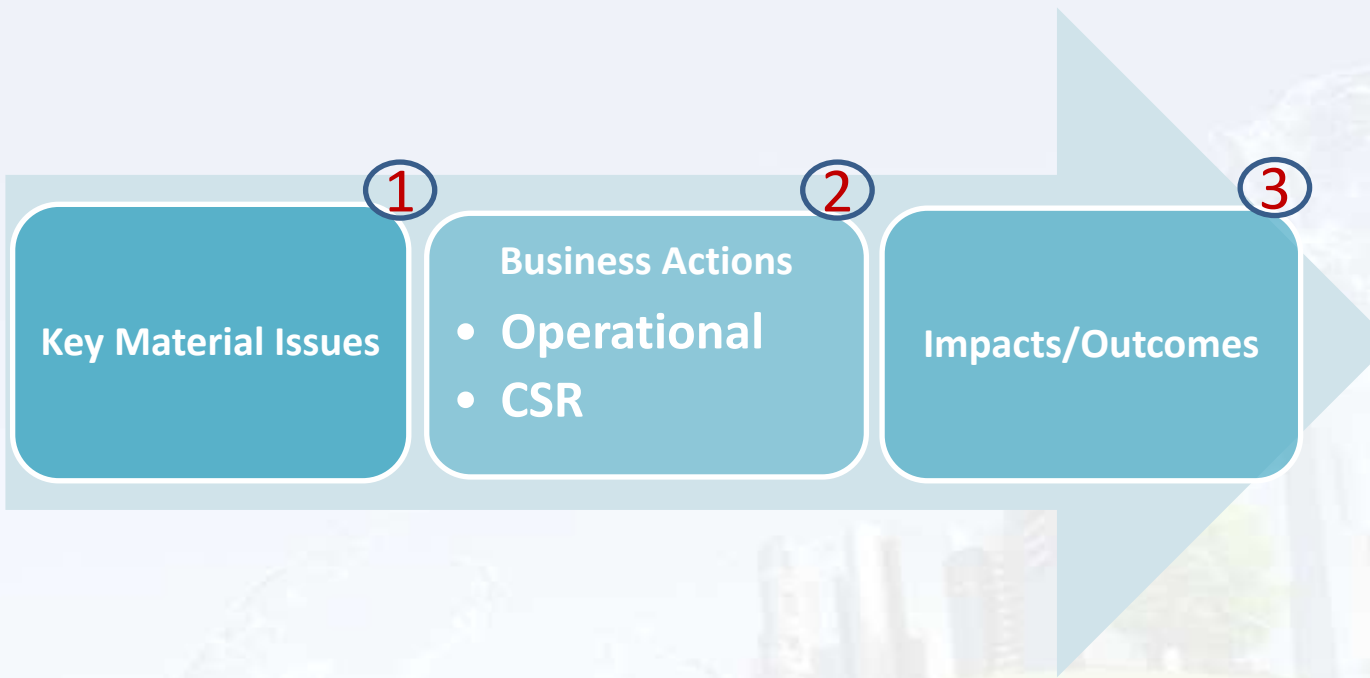 1
Key Material Issues
2
Business Actions
• Operational
• CSR
3
Impacts/Outcomes